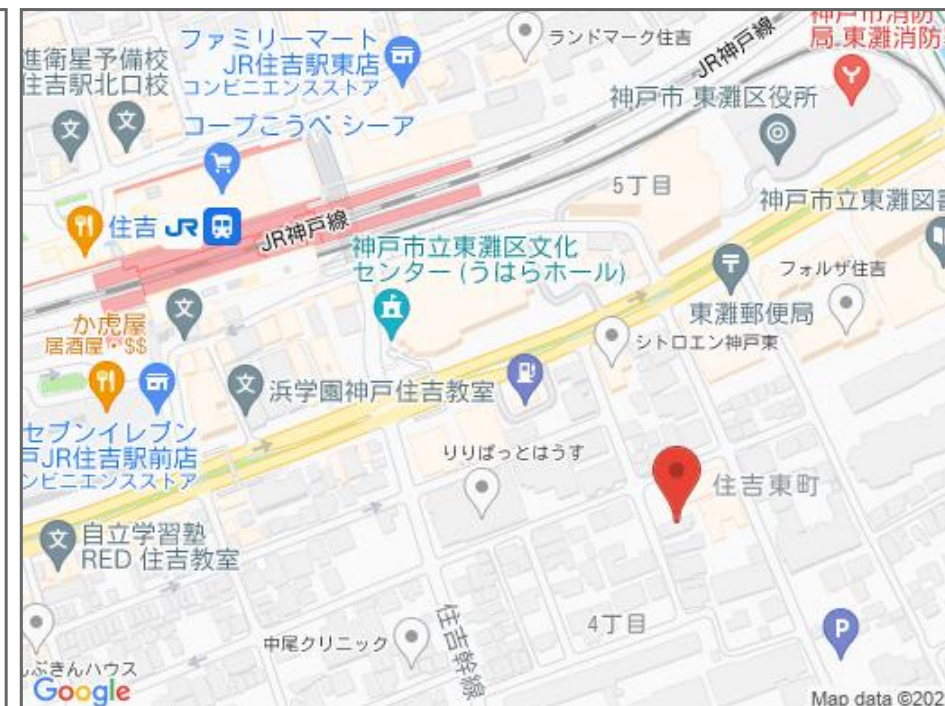 進衛星予備校
住吉駅北口校
ファミリーマート
JR住吉駅東店
コンビニエンスストア
コープこうべ シーア
ランドマーク住吉
JR神戸線
神戸市消防
局 東灘消防
神戸市 東灘区役所
5丁目
住吉 JR
JR神戸線
神戸市立東灘区文化
センター (うはらホール)
神戸市立東灘図
フォルザ住吉
東灘郵便局
シトロエン神戸東
か虎屋
居酒屋・$$
浜学園神戸住吉教室
セブンイレブン
戸JR住吉駅前店
ンビニエンスストア
りりぱっとはうす
住吉東町
自立学習塾
RED 住吉教室
4丁目
中尾クリニック
住吉幹線
P
ぶきんハウス
Google
Map data ©202